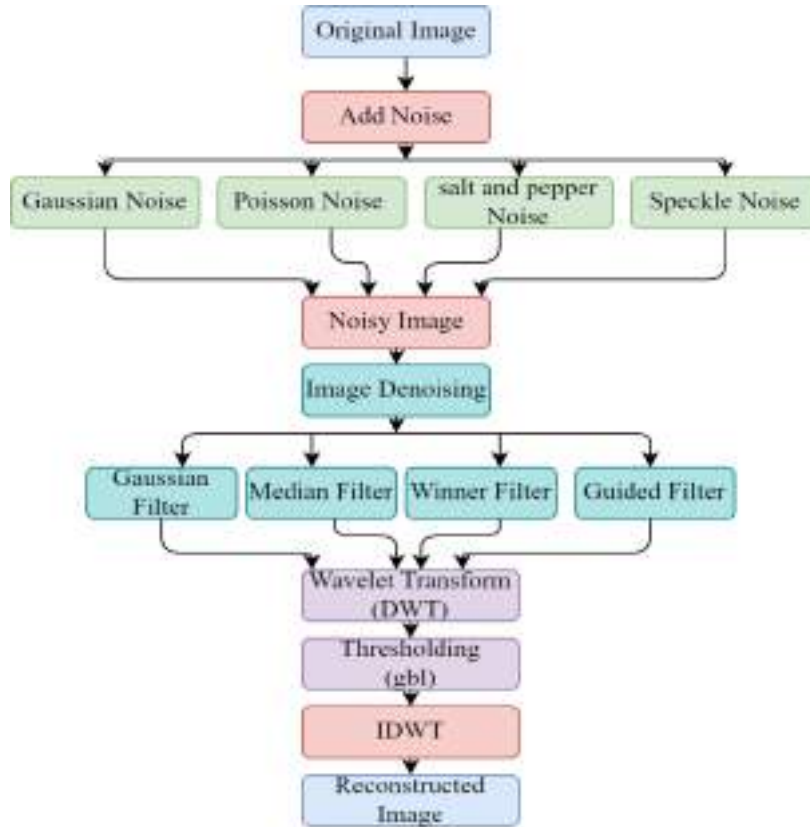 Original Image
Add Noise
Gaussian Noise
Poisson Noise
salt and pepper
Noise
Speckle Noise
Noisy Image
Image Denoising
Gaussian
Filter
Median Filter
Winner Filter
Guided Filter
Wavelet Transform
(DWT)
Thresholding
(gbl)
IDWT
Reconstructed
Image